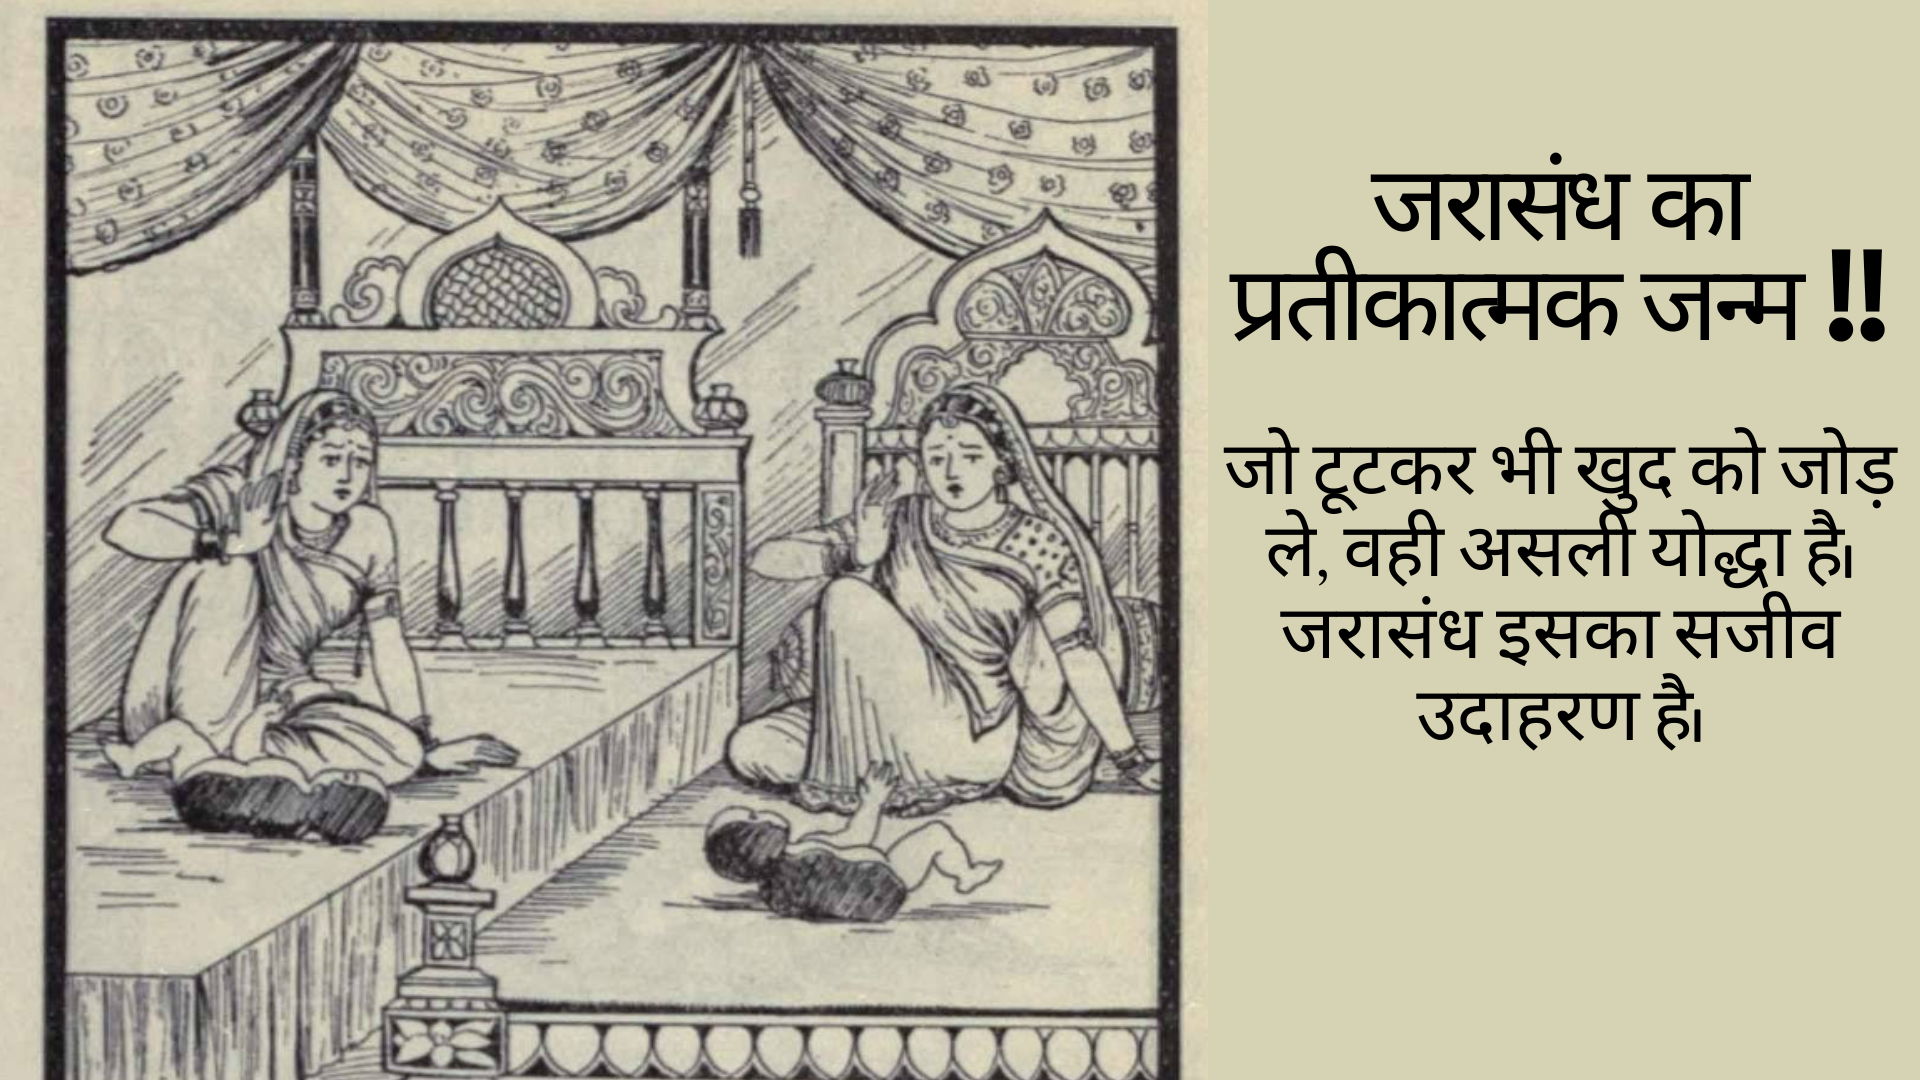 जरासंध का
प्रतीकात्मक जन्म !!
जो टूटकर भी खुद को जोड़
ले, वही असली योद्धा है।
जरासंध इसका सजीव
उदाहरण है।